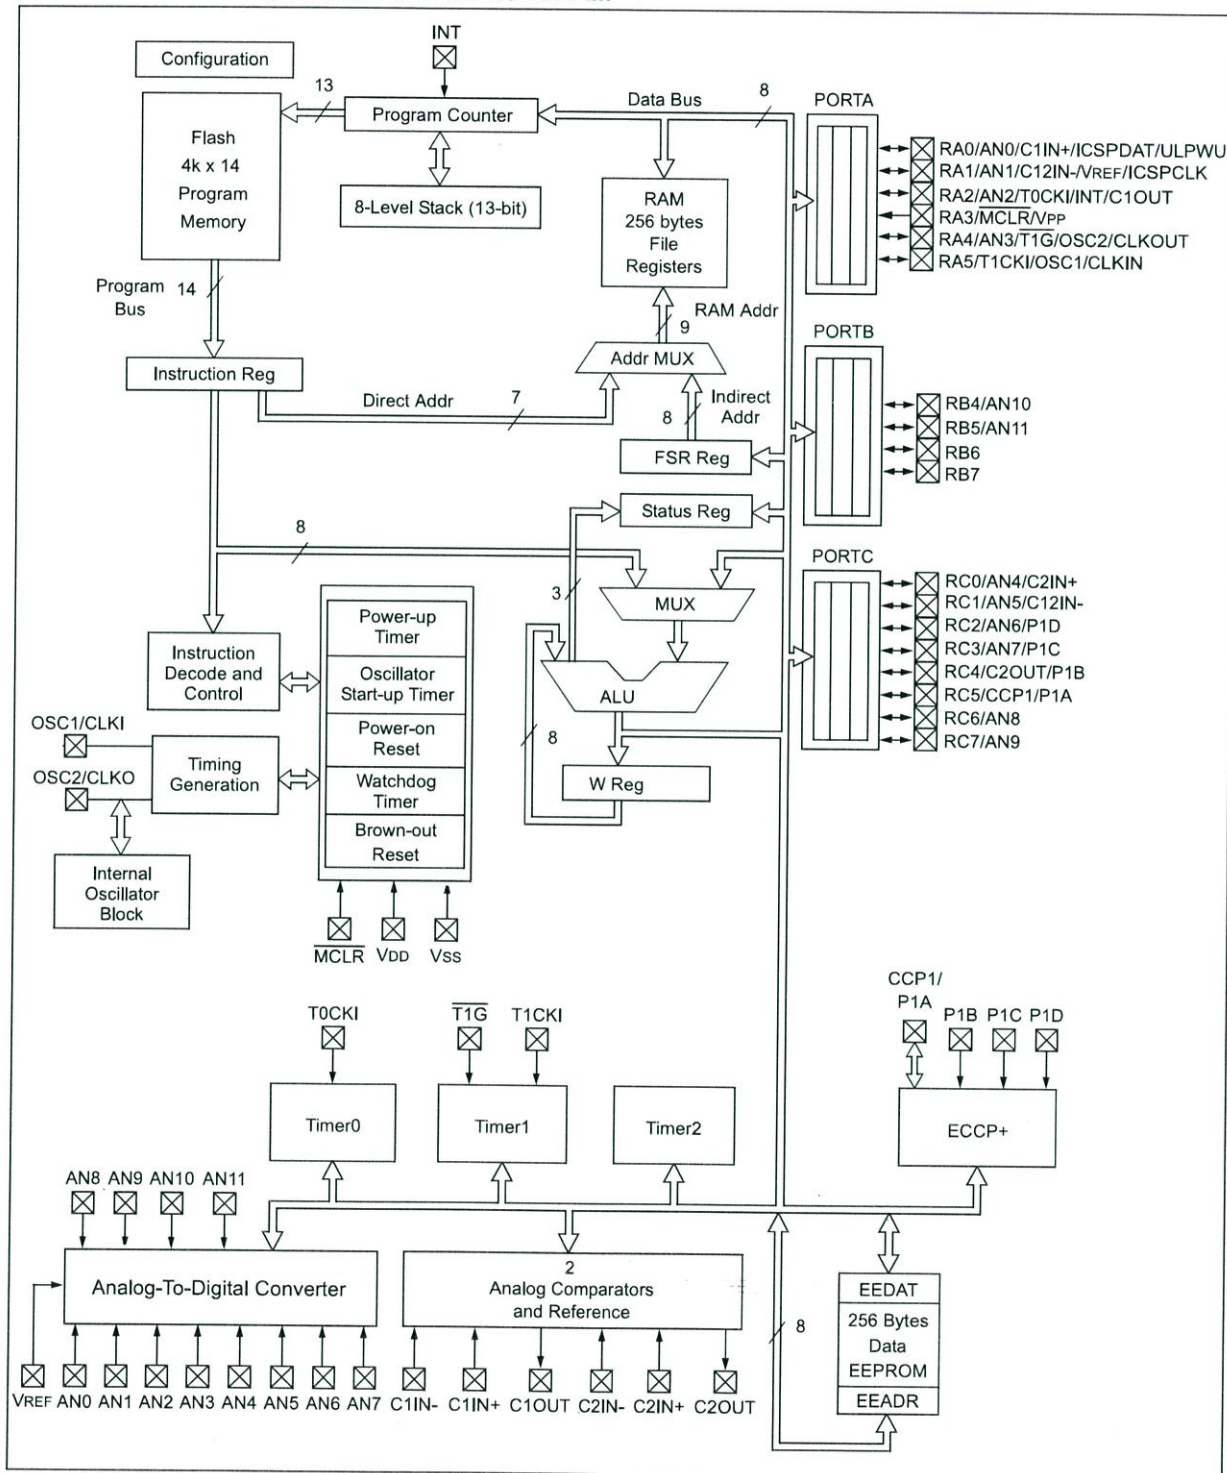 INT
Configuration
13
Program Counter
Data Bus
8
PORTA
Flash
4k x 14
Program
Memory
8-Level Stack (13-bit)
RAM
256 bytes
File
Registers
RA0/AN0/C1IN+/ICSPDAT/ULPWU
RA1/AN1/C12IN-/VREF/ICSPCLK
RA2/AN2/T0CKI/INT/C1OUT
RA3/MCLR/VPP
RA4/AN3/T1G/OSC2/CLKOUT
RA5/T1CKI/OSC1/CLKIN
Program
Bus
14
RAM Addr
9
Addr MUX
PORTB
Instruction Reg
Direct Addr
7
Indirect
Addr
8
FSR Reg
RB4/AN10
RB5/AN11
RB6
RB7
Status Reg
8
3
MUX
PORTC
RC0/AN4/C2IN+
RC1/AN5/C12IN-
RC2/AN6/P1D
RC3/AN7/P1C
RC4/C2OUT/P1B
RC5/CCP1/P1A
RC6/AN8
RC7/AN9
Power-up
Timer
Oscillator
Start-up Timer
Power-on
Reset
Watchdog
Timer
Brown-out
Reset
Instruction
Decode and
Control
ALU
8
W Reg
OSC1/CLKI
OSC2/CLKO
Timing
Generation
Internal
Oscillator
Block
MCLR
VDD
VSS
T0CKI
T1G
T1CKI
CCP1/
P1A
P1B
P1C
P1D
Timer0
Timer1
Timer2
ECCP+
AN8
AN9
AN10
AN11
Analog-To-Digital Converter
2
Analog Comparators
and Reference
8
EEDAT
256 Bytes
Data
EEPROM
EEADR
VREF
AN0
AN1
AN2
AN3
AN4
AN5
AN6
AN7
C1IN-
C1IN+
C1OUT
C2IN-
C2IN+
C2OUT